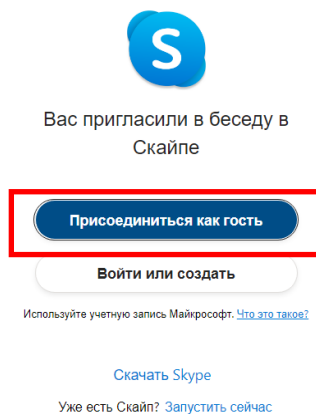 S
Вас пригласили в беседу в
Скайпе
Присоединиться как гость
Войти или создать
Используйте учетную запись Майкрософт. Что это такое?
Скачать Skype
Уже есть Скайп? Запустить сейчас